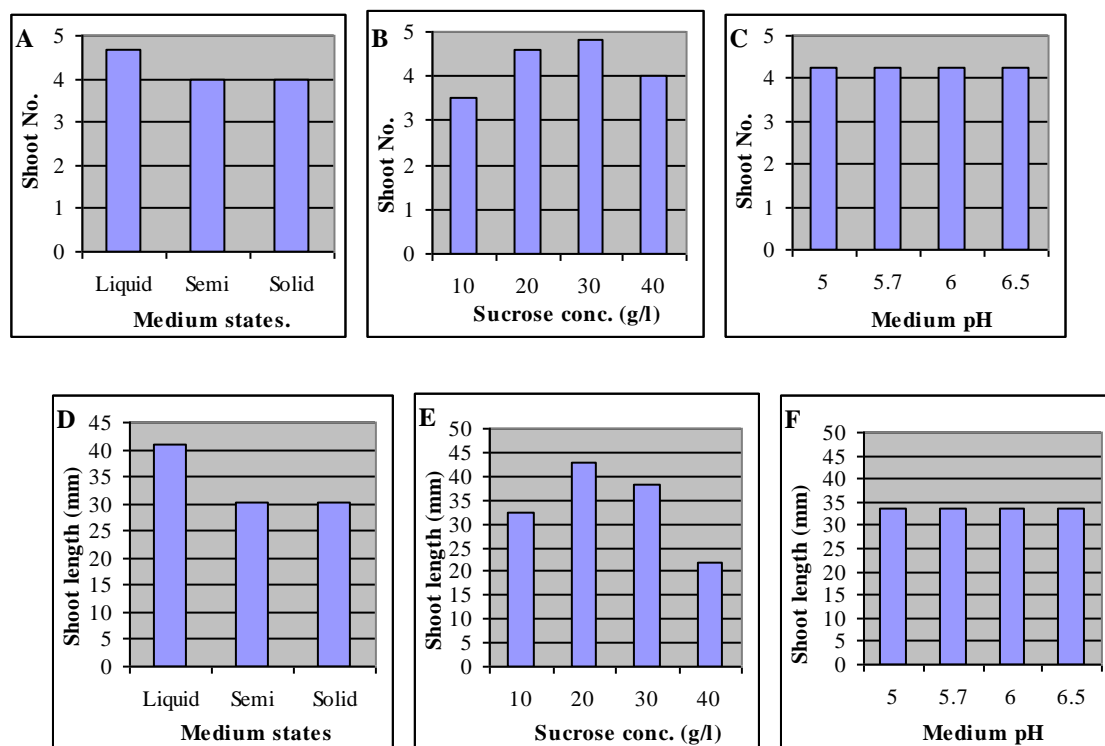 A
Shoot No.
5
4
3
2
1
0
Liquid Semi Solid
Medium states.
B
Shoot No.
5
4
3
2
1
0
10 20 30 40
Sucrose conc. (g/l)
C
Shoot No.
5
4
3
2
1
0
5 5.7 6 6.5
Medium pH
D
Shoot length (mm)
45
40
35
30
25
20
15
10
5
0
Liquid Semi Solid
Medium states
E
Shoot length (mm)
50
45
40
35
30
25
20
15
10
5
0
10 20 30 40
Sucrose conc. (g/l)
F
Shoot length (mm)
50
45
40
35
30
25
20
15
10
5
0
5 5.7 6 6.5
Medium pH